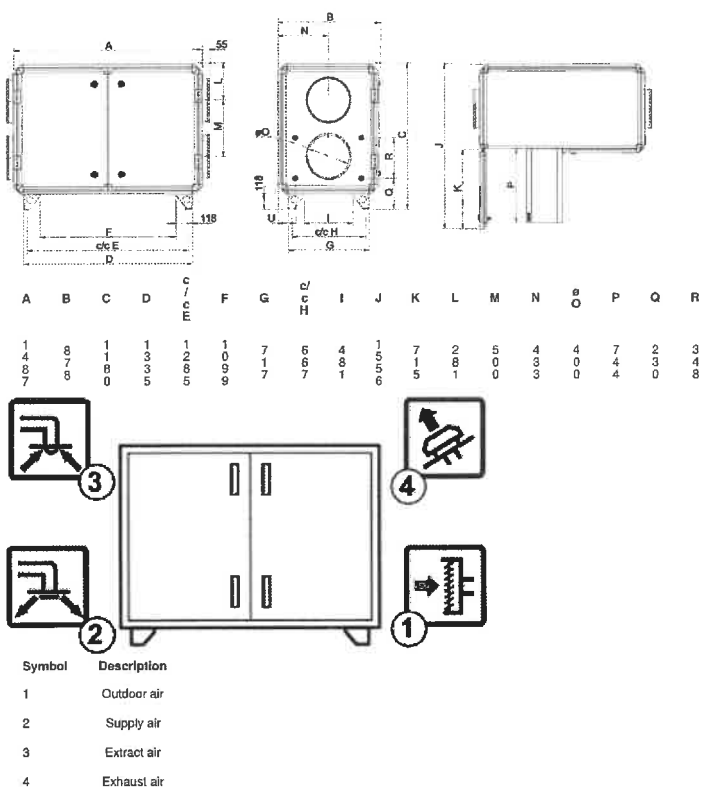 B
A 55 N
L
M
øO
C
R
J
118
K
P
Q
118 U
F I
c/c E c/c H
D G
A B C D c/cE F G c/cH I J K L M N øO P Q R
1487 878 1180 1335 1285 1099 717 667 481 1556 715 281 500 433 400 744 230 348
3
4
2
1
Symbol Description
1 Outdoor air
2 Supply air
3 Extract air
4 Exhaust air